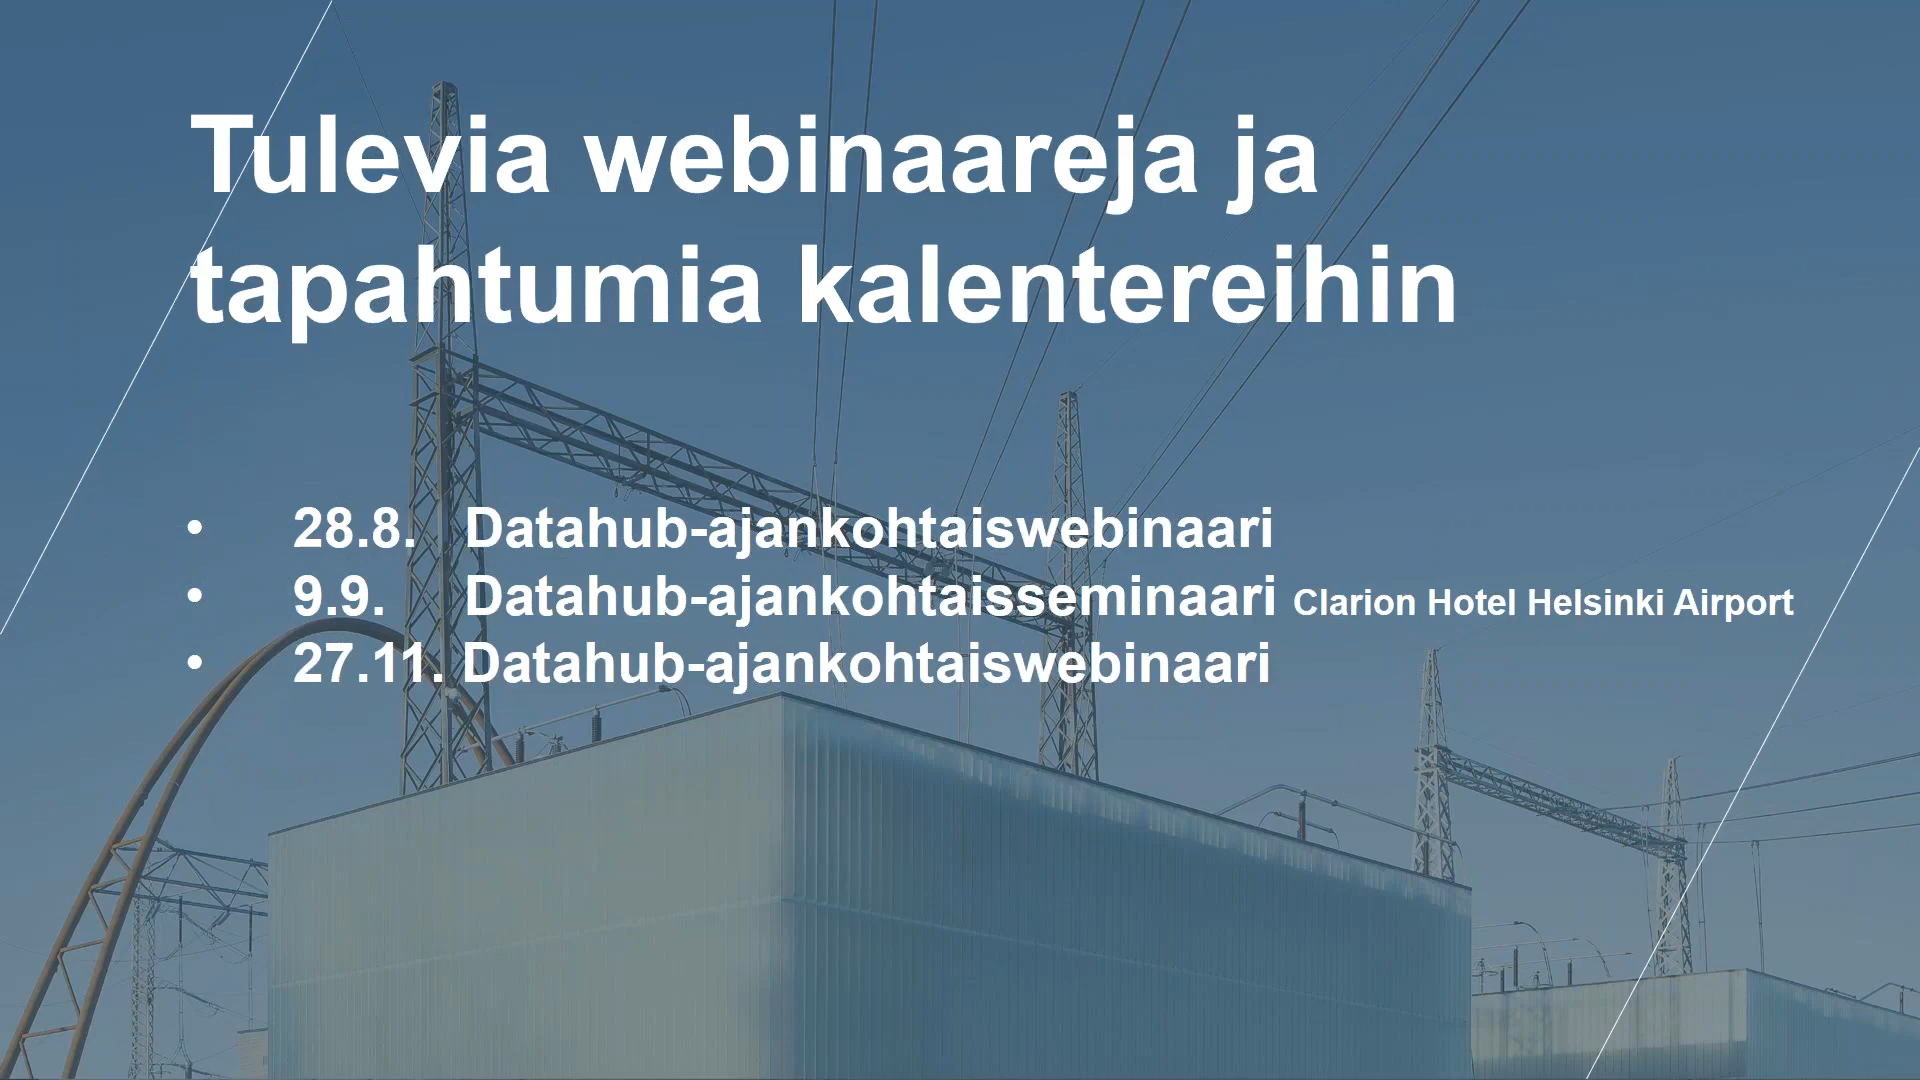 Tulevia webinaareja ja
tapahtumia kalentereihin
• 28.8. Datahub-ajankohtaiswebinaari
• 9.9. Datahub-ajankohtaisseminaari Clarion Hotel Helsinki Airport
• 27.11. Datahub-ajankohtaiswebinaari